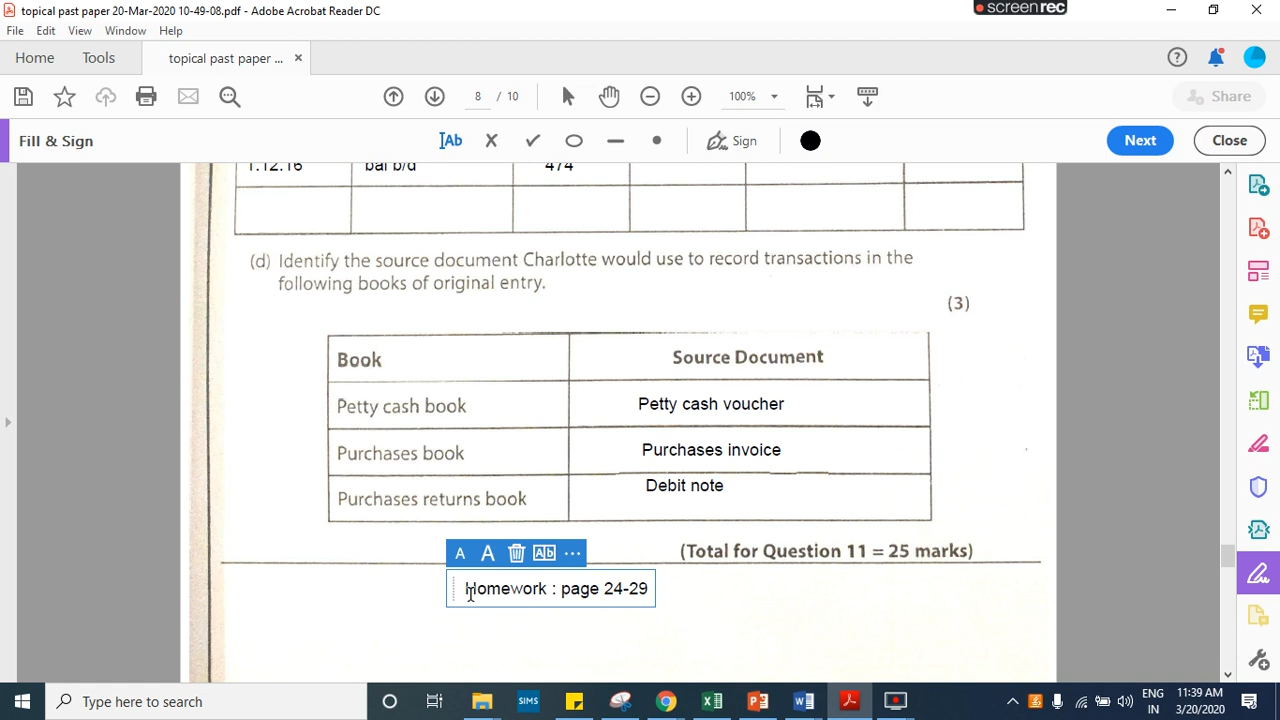 topical past paper 20-Mar-2020 10-49-08.pdf - Adobe Acrobat Reader DC
screenrec
File Edit View Window Help
Home Tools topical past paper ... ×
8 / 10 100% Share
Fill & Sign Ab Sign Next Close
1.12.16 bal b/d 474
(d) Identify the source document Charlotte would use to record transactions in the
following books of original entry.
(3)
Book Source Document
Petty cash book Petty cash voucher
Purchases book Purchases invoice
Purchases returns book Debit note
(Total for Question 11 = 25 marks)
A A Ab ...
Homework : page 24-29
Type here to search SIMS ENG 11:39 AM
IN 3/20/2020